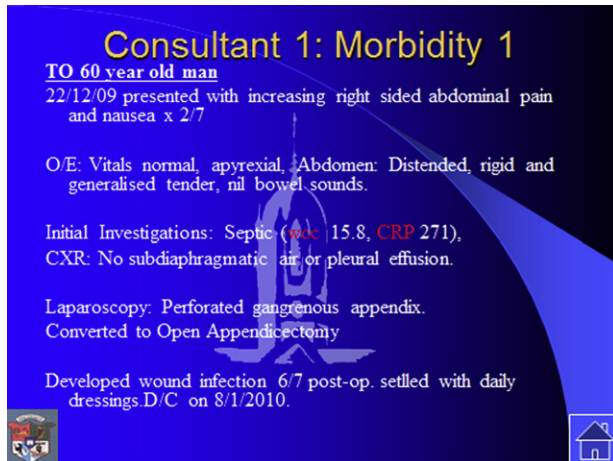 Consultant 1: Morbidity 1
TO 60 year old man
22/12/09 presented with increasing right sided abdominal pain
and nausea x 2/7
O/E: Vitals normal, apyrexial, Abdomen: Distended, rigid and
generalised tender, nil bowel sounds.
Initial Investigations: Septic (wcc 15.8, CRP 271),
CXR: No subdiaphragmatic air or pleural effusion.
Laparoscopy: Perforated gangrenous appendix.
Converted to Open Appendicectomy
Developed wound infection 6/7 post-op. setlled with daily
dressings.D/C on 8/1/2010.